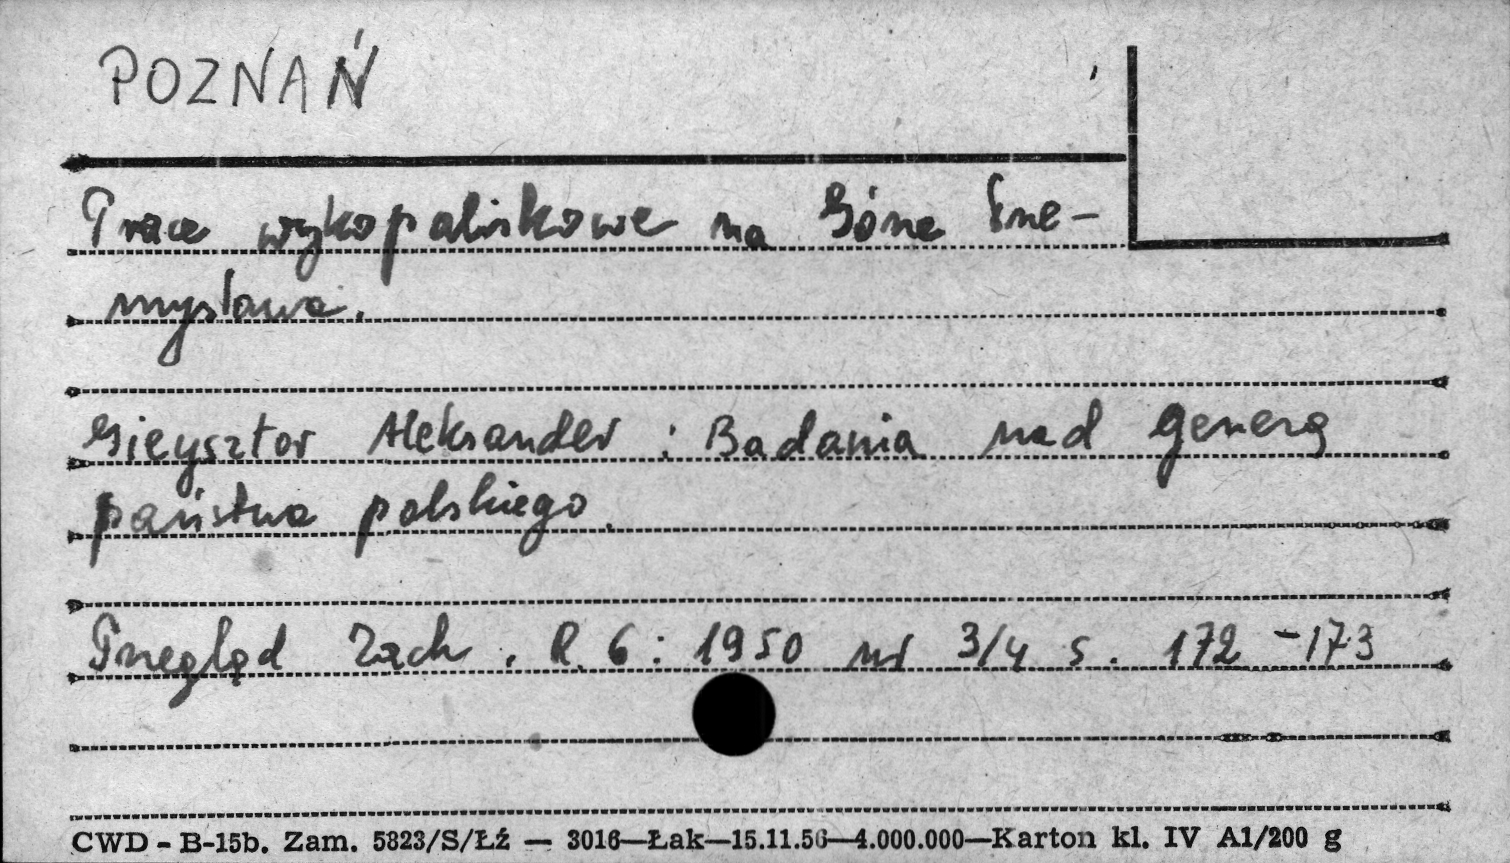 POZNAŃ
Prace wykopaliskowe na Górze Prze-
mysława.
Gieysztor Aleksander : Badania nad genezą
państwa polskiego.
Przegląd Zach. R. 6 : 1950 nr 3/4 s. 172-173
CWD - B-15b. Zam. 5823/S/Łź — 3016—Łak—15.11.56—4.000.000—Karton kl. IV A1/200 g